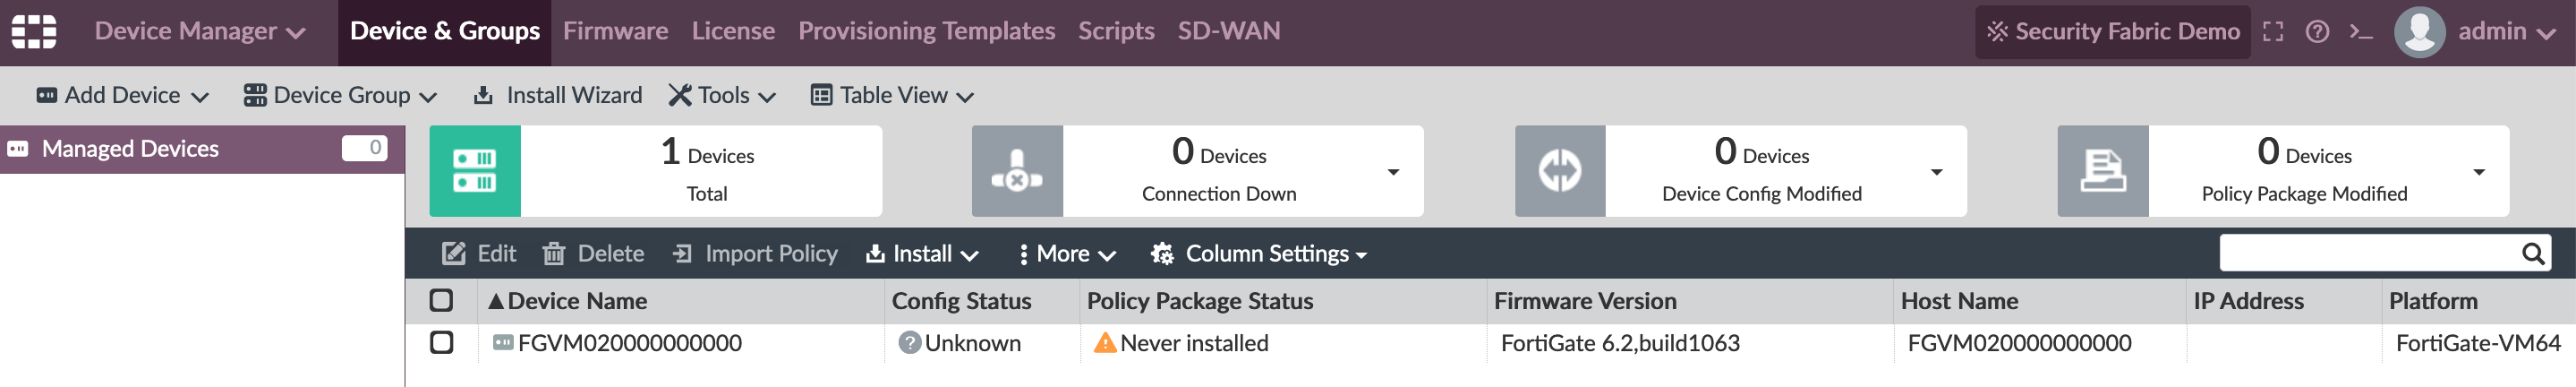 Device Manager Device & Groups Firmware License Provisioning Templates Scripts SD-WAN Security Fabric Demo admin
Add Device Device Group Install Wizard Tools Table View
Managed Devices 0
1 Devices
Total
0 Devices
Connection Down
0 Devices
Device Config Modified
0 Devices
Policy Package Modified
Edit Delete Import Policy Install More Column Settings
Device Name Config Status Policy Package Status Firmware Version Host Name IP Address Platform
FGVM020000000000 Unknown Never installed FortiGate 6.2,build1063 FGVM020000000000 FortiGate-VM64